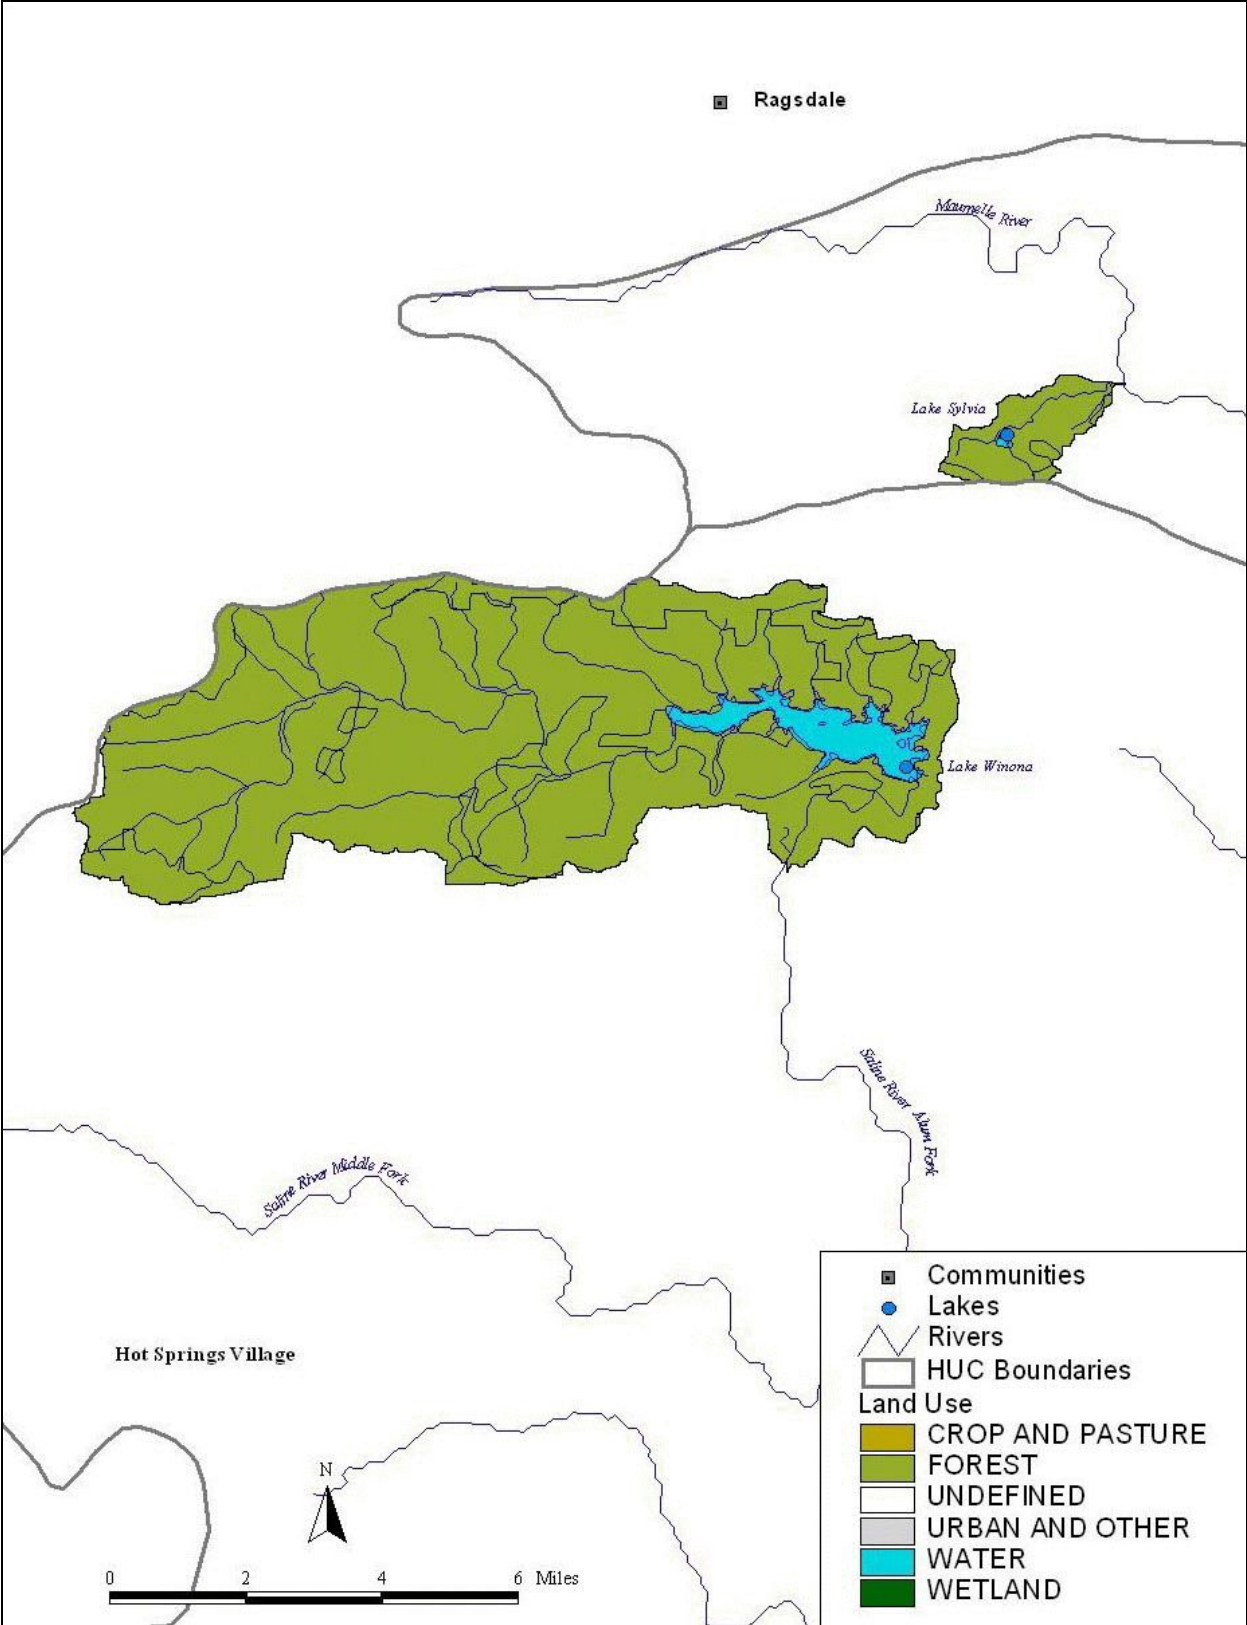 Ragsdale
Maumelle River
Lake Sylvia
Lake Winona
Saline River Alum Fork
Saline River Middle Fork
Hot Springs Village
N
0 2 4 6 Miles
Communities
Lakes
Rivers
HUC Boundaries
Land Use
CROP AND PASTURE
FOREST
UNDEFINED
URBAN AND OTHER
WATER
WETLAND